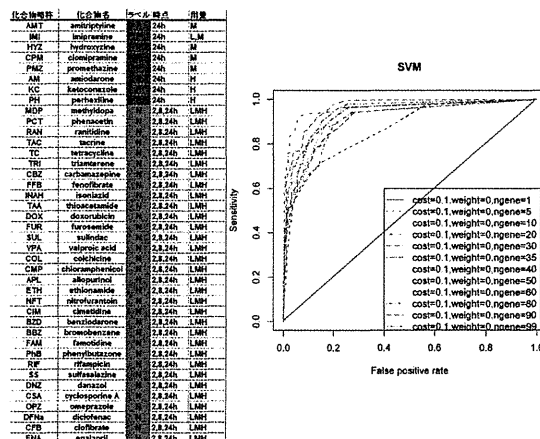 化合物略称 化合物名 ラベル 時点 用量
AMT amitriptyline 24h M
IMI imipramine 24h L,M
HYZ hydroxyzine 24h M
CPM clomipramine 24h M
PMZ promethazine 24h M
AM amiodarone 24h H
KC ketoconazole 24h H
PH perhexiline 24h H
MDP methyldopa N 2,8,24h LMH
PCT phenacetin N 2,8,24h LMH
RAN ranitidine N 2,8,24h LMH
TAC tacrine N 2,8,24h LMH
TC tetracycline N 2,8,24h LMH
TRI triamterene N 2,8,24h LMH
CBZ carbamazepine N 2,8,24h LMH
FFB fenofibrate N 2,8,24h LMH
INAH isoniazid N 2,8,24h LMH
TAA thioacetamide N 2,8,24h LMH
DOX doxorubicin N 2,8,24h LMH
FUR furosemide N 2,8,24h LMH
SUL sulindac N 2,8,24h LMH
VPA valproic acid N 2,8,24h LMH
COL colchicine N 2,8,24h LMH
CMP chloramphenicol N 2,8,24h LMH
APL allopurinol N 2,8,24h LMH
ETH ethionamide N 2,8,24h LMH
NFT nitrofurantoin N 2,8,24h LMH
CIM cimetidine N 2,8,24h LMH
BZD benziodarone N 2,8,24h LMH
BBZ bromobenzene N 2,8,24h LMH
FAM famotidine N 2,8,24h LMH
PhB phenylbutazone N 2,8,24h LMH
RIF rifampicin N 2,8,24h LMH
SS sulfasalazine N 2,8,24h LMH
DNZ danazol N 2,8,24h LMH
CSA cyclosporine A N 2,8,24h LMH
OPZ omeprazole N 2,8,24h LMH
DFNa diclofenac N 2,8,24h LMH
CFB clofibrate N 2,8,24h LMH
ENA enalapril N 2,8,24h LMH
SVM
Sensitivity
1.0
0.8
0.6
0.4
0.2
0.0
cost=0.1,weight=0,ngene=1
cost=0.1,weight=0,ngene=5
cost=0.1,weight=0,ngene=10
cost=0.1,weight=0,ngene=20
cost=0.1,weight=0,ngene=30
cost=0.1,weight=0,ngene=35
cost=0.1,weight=0,ngene=40
cost=0.1,weight=0,ngene=50
cost=0.1,weight=0,ngene=60
cost=0.1,weight=0,ngene=80
cost=0.1,weight=0,ngene=90
cost=0.1,weight=0,ngene=99
0.0 0.2 0.4 0.6 0.8 1.0
False positive rate